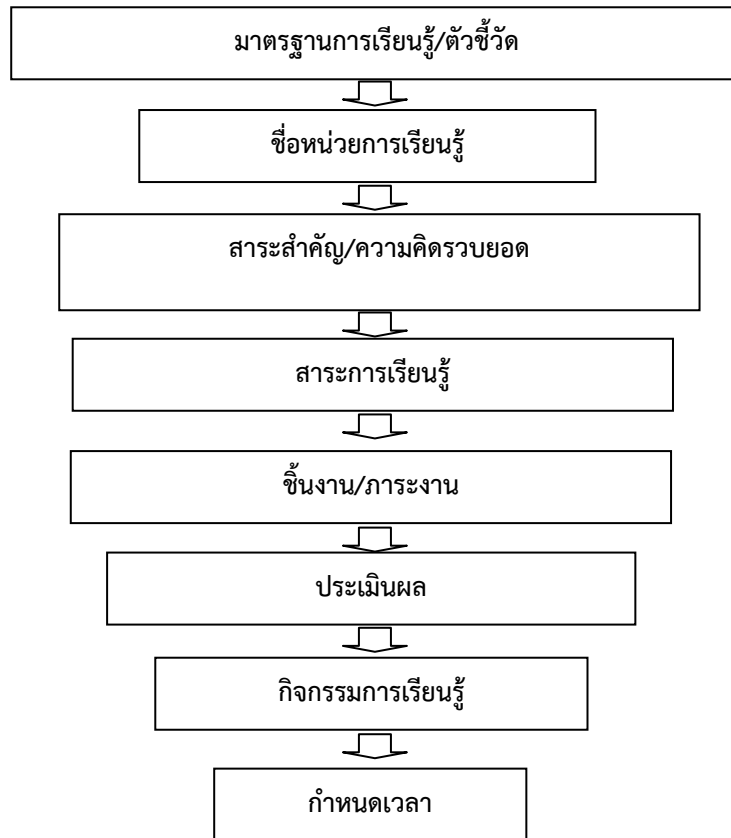 มาตรฐานการเรียนรู้/ตัวชี้วัด
ชื่อหน่วยการเรียนรู้
สาระสำคัญ/ความคิดรวบยอด
สาระการเรียนรู้
ชิ้นงาน/ภาระงาน
ประเมินผล
กิจกรรมการเรียนรู้
กำหนดเวลา